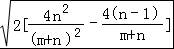 √2[4n²/(m+n)² - 4(n-1)/m+n]